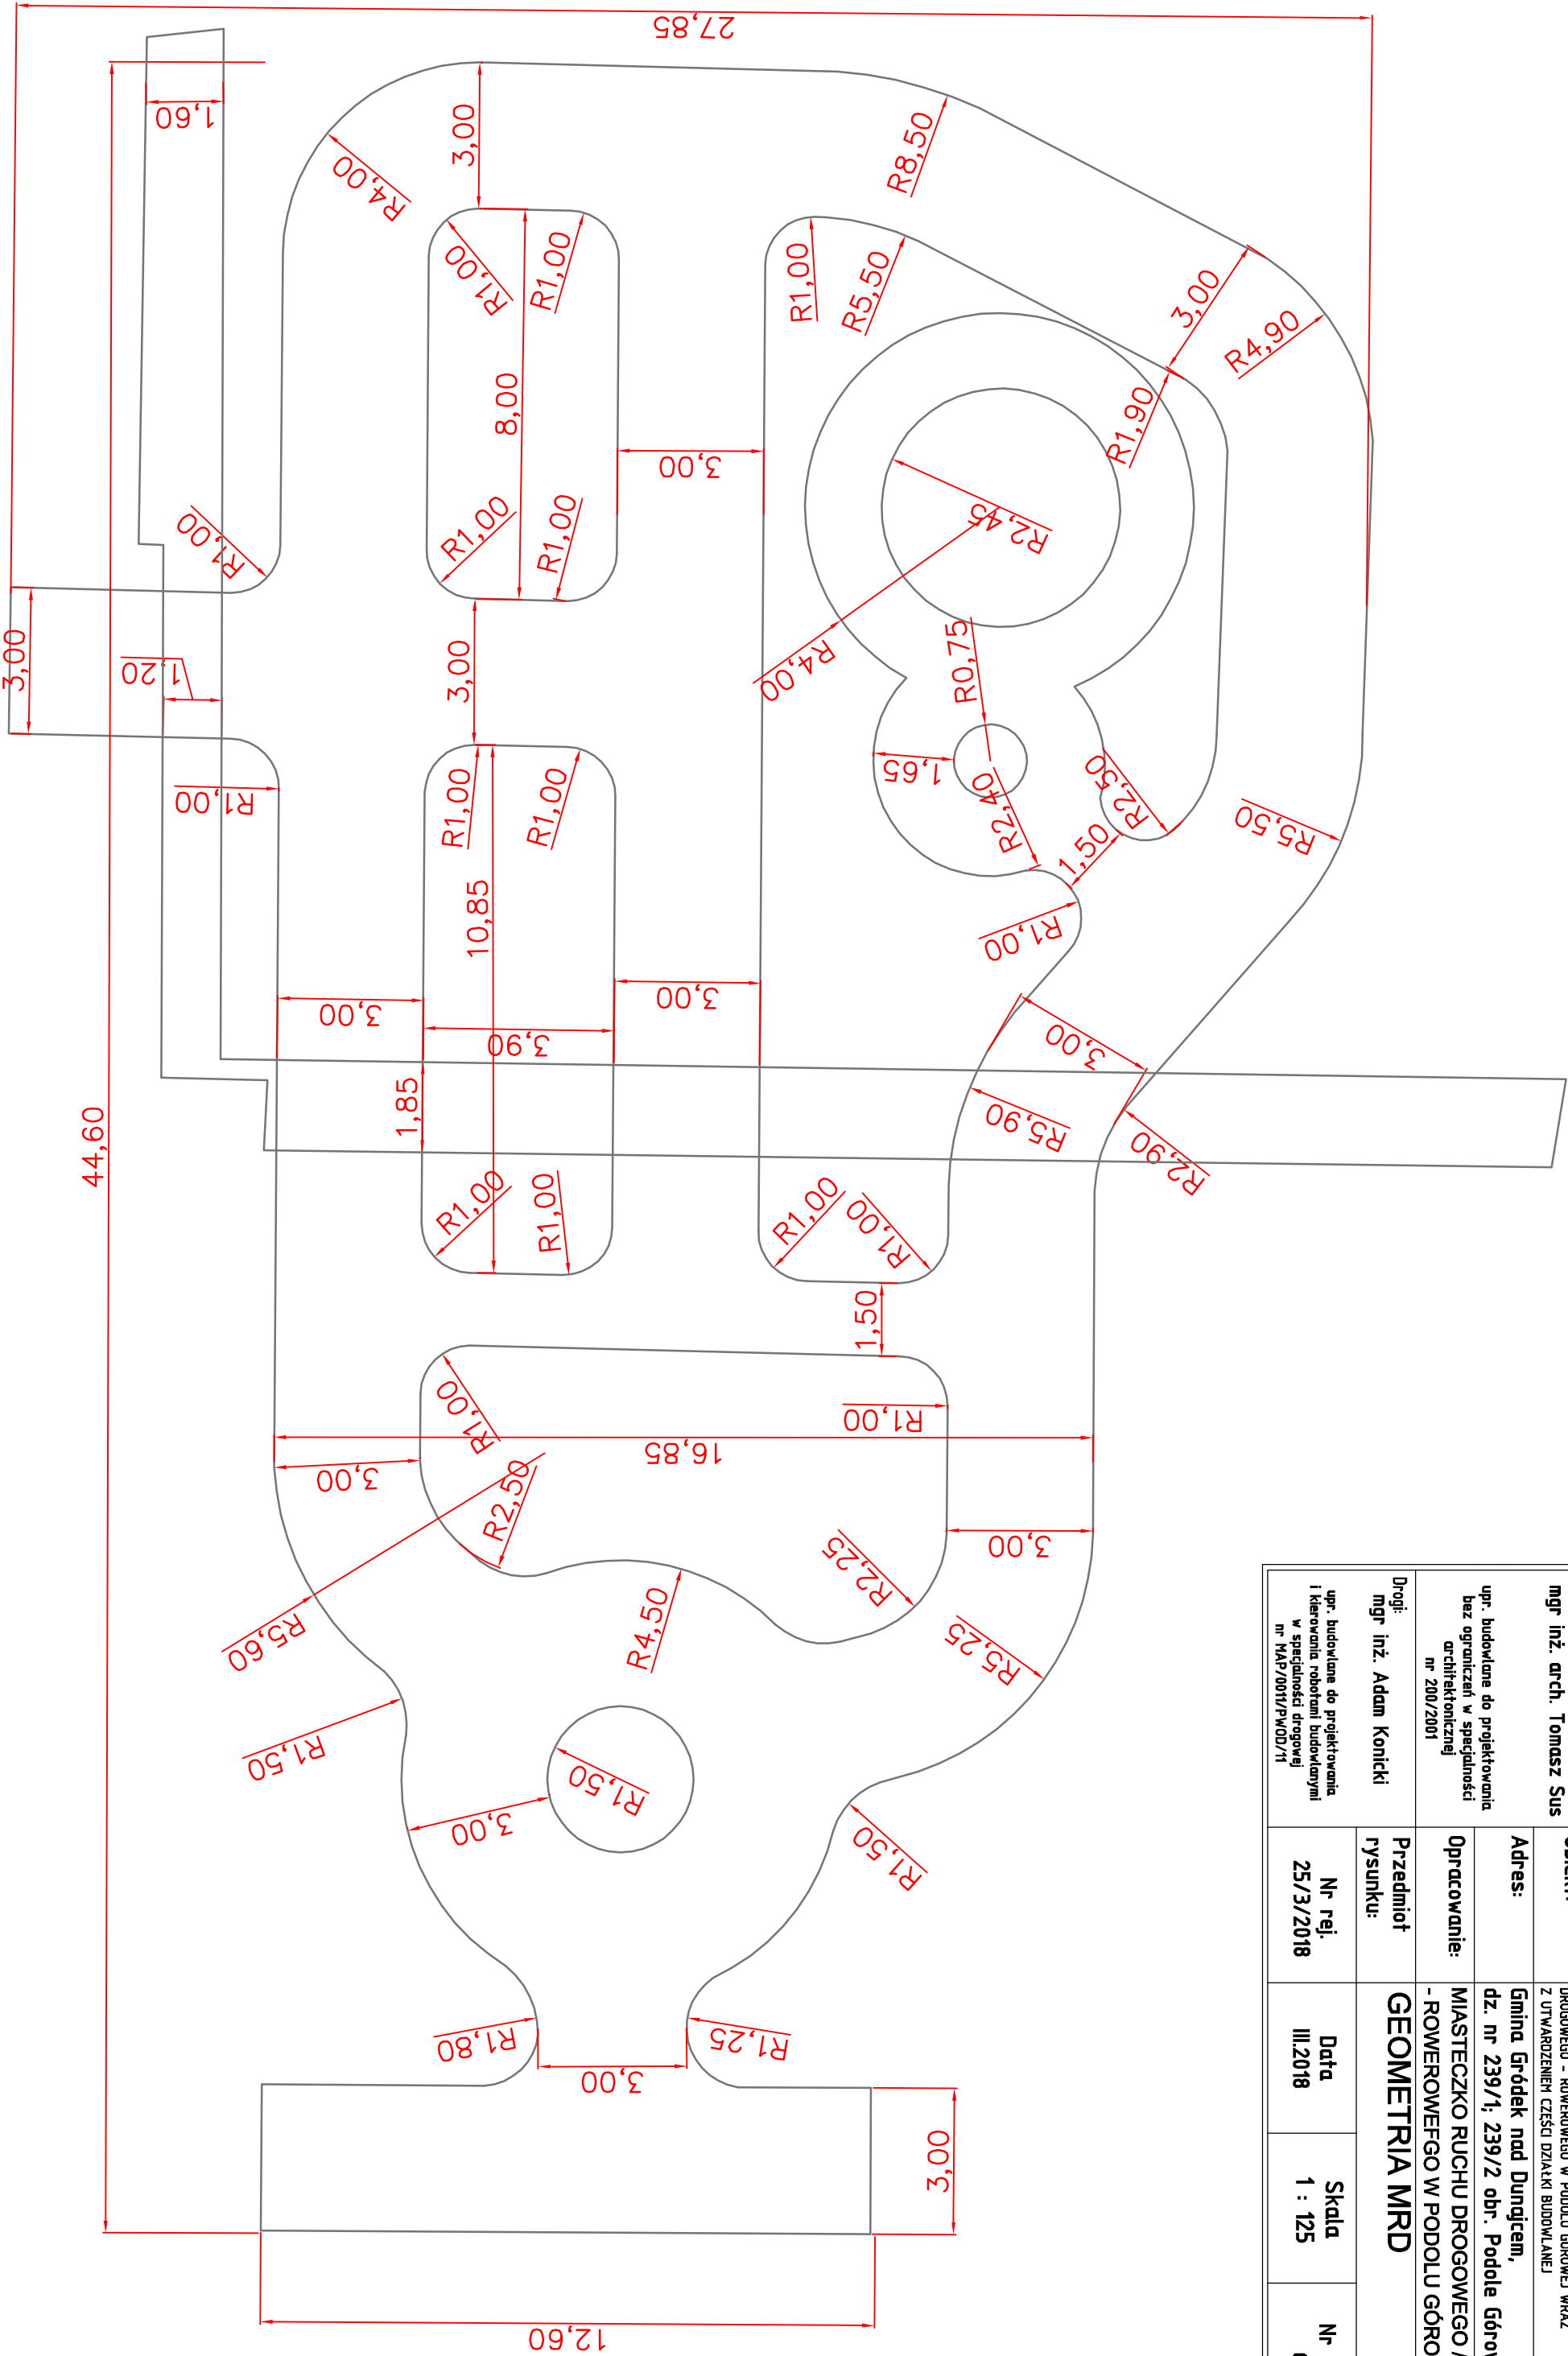 27,85
1,60
3,00
R4,00
R8,50
R1,00
R1,00
R1,00
R5,50
3,00
R4,90
8,00
R1,90
3,00
R2,45
R1,00
R1,00
R1,00
3,00
1,20
3,00
R4,00
R0,75
R1,00
R1,00
R1,00
1,65
R2,40
R2,50
R5,50
1,50
10,85
R1,00
3,00
3,00
3,90
3,00
44,60
1,85
R5,90
R2,90
R1,00
R1,00
R1,00
R1,00
1,50
R1,00
R1,00
16,85
3,00
R2,50
3,00
R2,25
R5,60
R4,50
R5,25
R1,50
R1,50
3,00
R1,50
R1,80
R1,25
3,00
3,00
12,60
mgr inż. arch. Tomasz Sus
upr. budowlane do projektowania
bez ograniczeń w specjalności
architektonicznej
nr 200/2001
Drogi:
mgr inż. Adam Konicki
upr. budowlane do projektowania
i kierowania robotami budowlanymi
w specjalności drogowej
nr MAP/0011/PWOD/11
DROGOWEGO - ROWEROWEGO W PODOLU GÓROWEJ WRAZ
Z UTWARDZENIEM CZĘŚCI DZIAŁKI BUDOWLANEJ
Adres:
Gmina Gródek nad Dunajcem,
dz. nr 239/1; 239/2 obr. Podole
Opracowanie:
MIASTECZKO RUCHU DROGOWEGO
- ROWEROWEFGO W PODOLU
Przedmiot
rysunku:
GEOMETRIA MRD
Nr rej.
25/3/2018
Data
III.2018
Skala
1 : 125
Nr